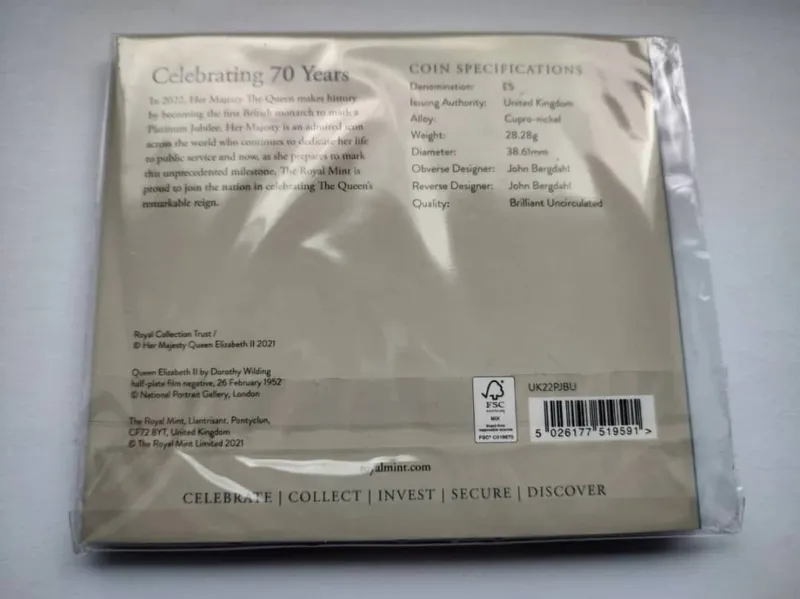 Celebrating 70 Years
In 2022, Her Majesty The Queen makes history
by becoming the first British monarch to mark a
Platinum Jubilee. Her Majesty is an admired icon
across the world who continues to dedicate her life
to public service and now, as she prepares to mark
this unprecedented milestone, The Royal Mint is
proud to join the nation in celebrating The Queen's
remarkable reign.
COIN SPECIFICATIONS
Denomination: £5
Issuing Authority: United Kingdom
Alloy: Cupro-nickel
Weight: 28.28g
Diameter: 38.61mm
Obverse Designer: John Bergdahl
Reverse Designer: John Bergdahl
Quality: Brilliant Uncirculated
Royal Collection Trust /
© Her Majesty Queen Elizabeth II 2021
Queen Elizabeth II by Dorothy Wilding
half-plate film negative, 26 February 1952
© National Portrait Gallery, London
The Royal Mint, Llantrisant, Pontyclun,
CF72 8YT, United Kingdom
© The Royal Mint Limited 2021
FSC
MIX
UK22PJBU
5 026177 519591 >
royalmint.com
CELEBRATE | COLLECT | INVEST | SECURE | DISCOVER